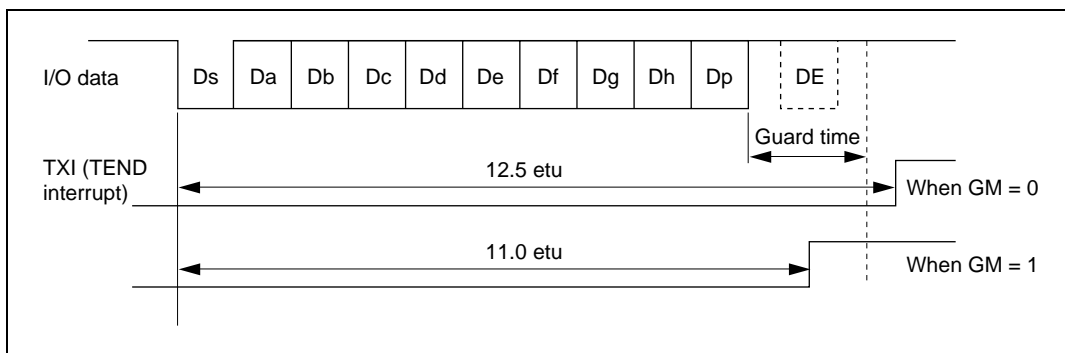 I/O data
Ds Da Db Dc Dd De Df Dg Dh Dp DE
Guard time
TXI (TEND
interrupt)
12.5 etu
When GM = 0
11.0 etu
When GM = 1